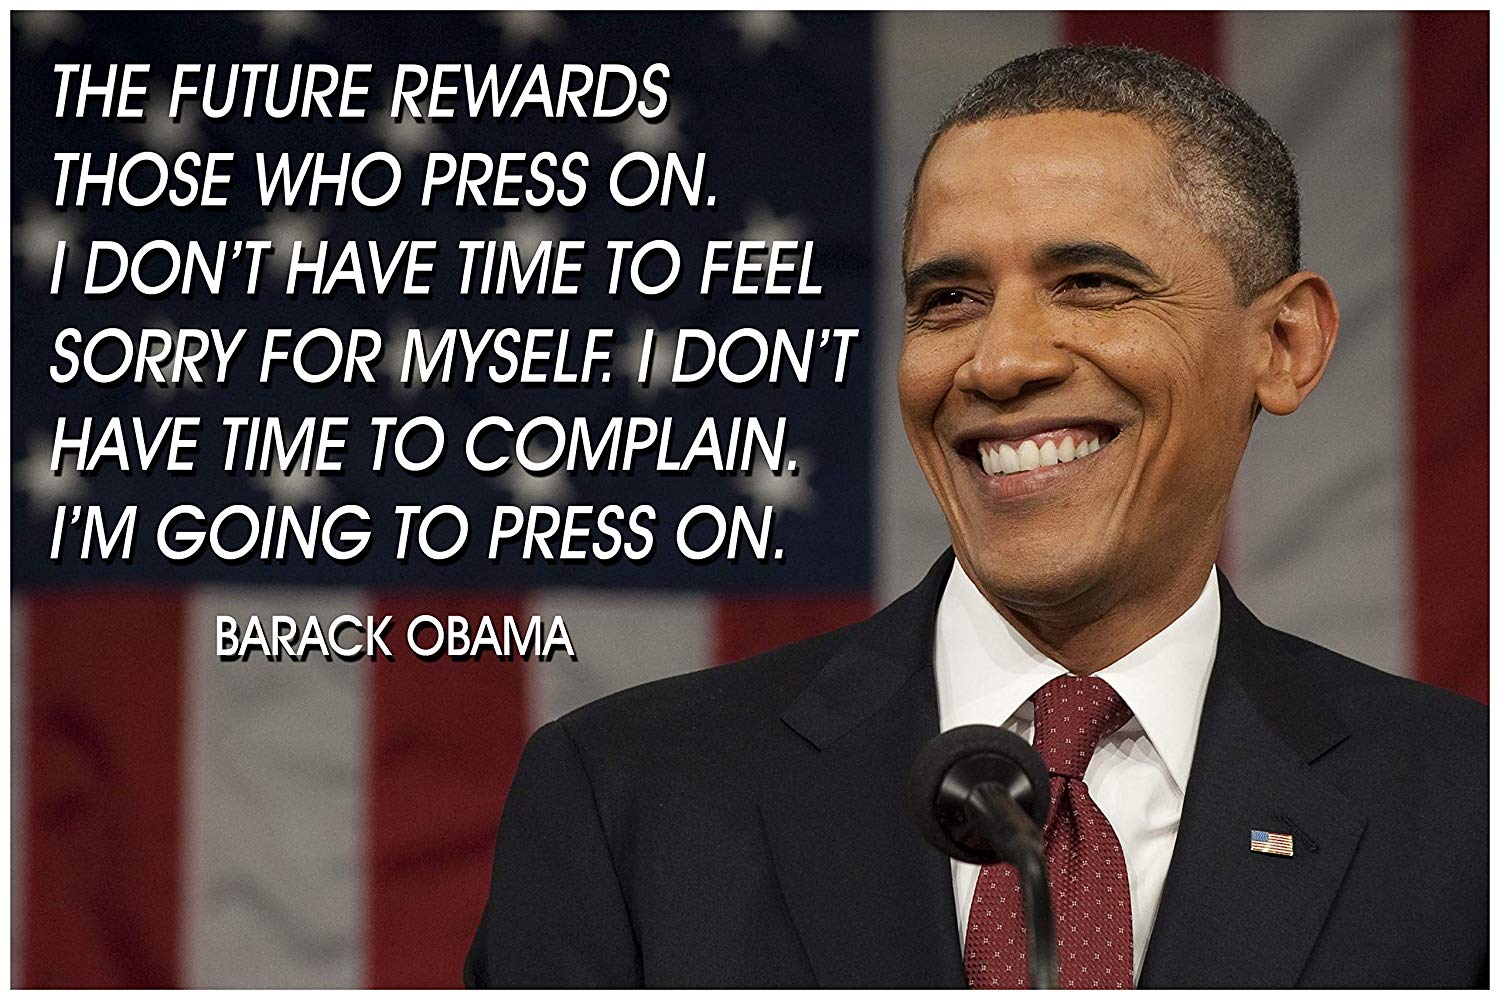 THE FUTURE REWARDS
THOSE WHO PRESS ON.
I DON'T HAVE TIME TO FEEL
SORRY FOR MYSELF. I DON'T
HAVE TIME TO COMPLAIN.
I'M GOING TO PRESS ON.
BARACK OBAMA